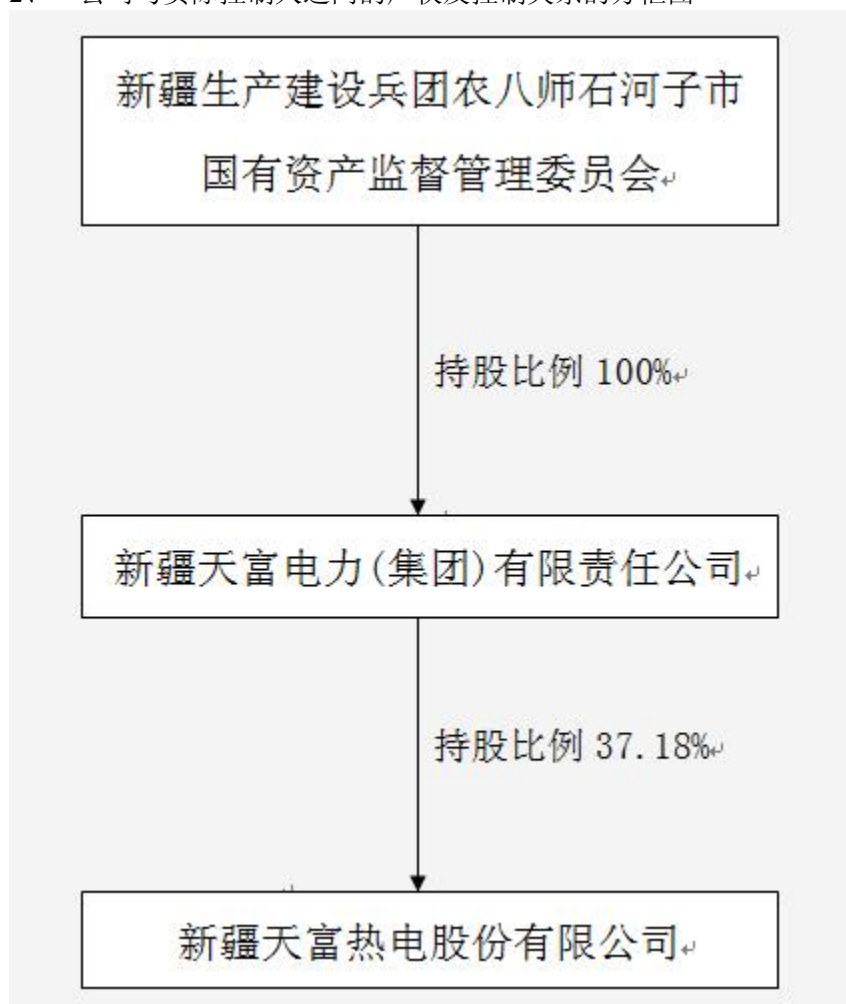 新疆生产建设兵团农八师石河子市
国有资产监督管理委员会
持股比例 100%
新疆天富电力(集团)有限责任公司
持股比例 37.18%
新疆天富热电股份有限公司